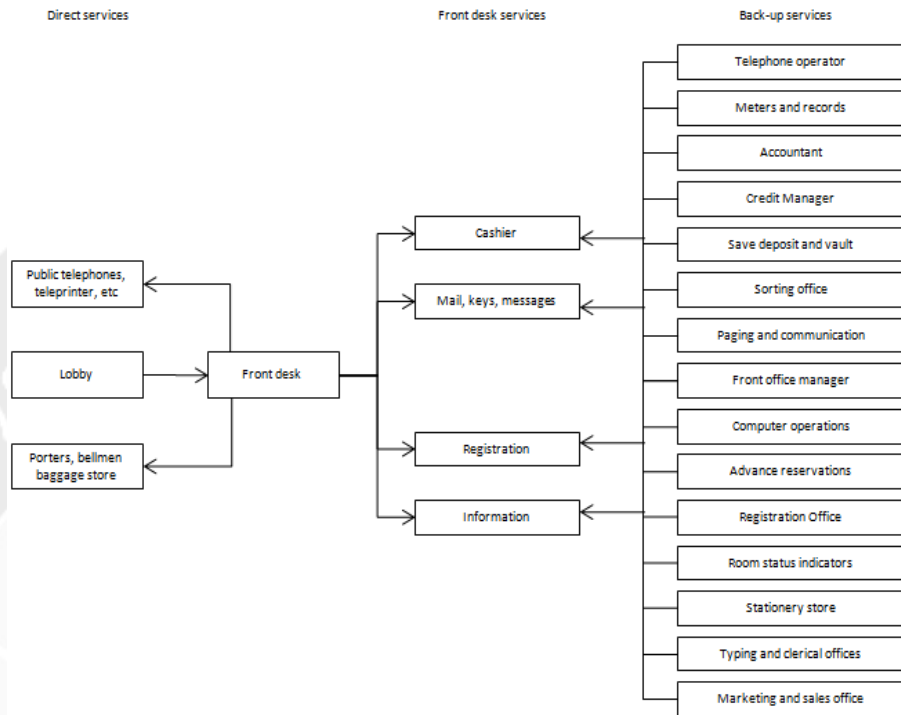 Direct services
Front desk services
Back-up services
Public telephones,
teleprinter, etc
Lobby
Porters, bellmen
baggage store
Front desk
Cashier
Mail, keys, messages
Registration
Information
Telephone operator
Meters and records
Accountant
Credit Manager
Save deposit and vault
Sorting office
Paging and communication
Front office manager
Computer operations
Advance reservations
Registration Office
Room status indicators
Stationery store
Typing and clerical offices
Marketing and sales office